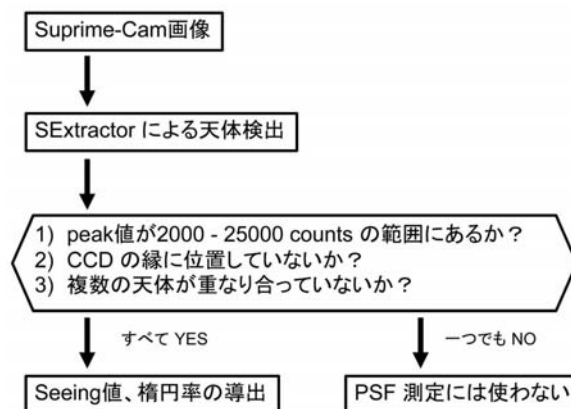 Suprime-Cam画像
SExtractor による天体検出
1) peak値が2000 - 25000 counts の範囲にあるか?
2) CCD の縁に位置していないか?
3) 複数の天体が重なり合っていないか?
すべて YES
一つでも NO
Seeing値、楕円率の導出
PSF 測定には使わない